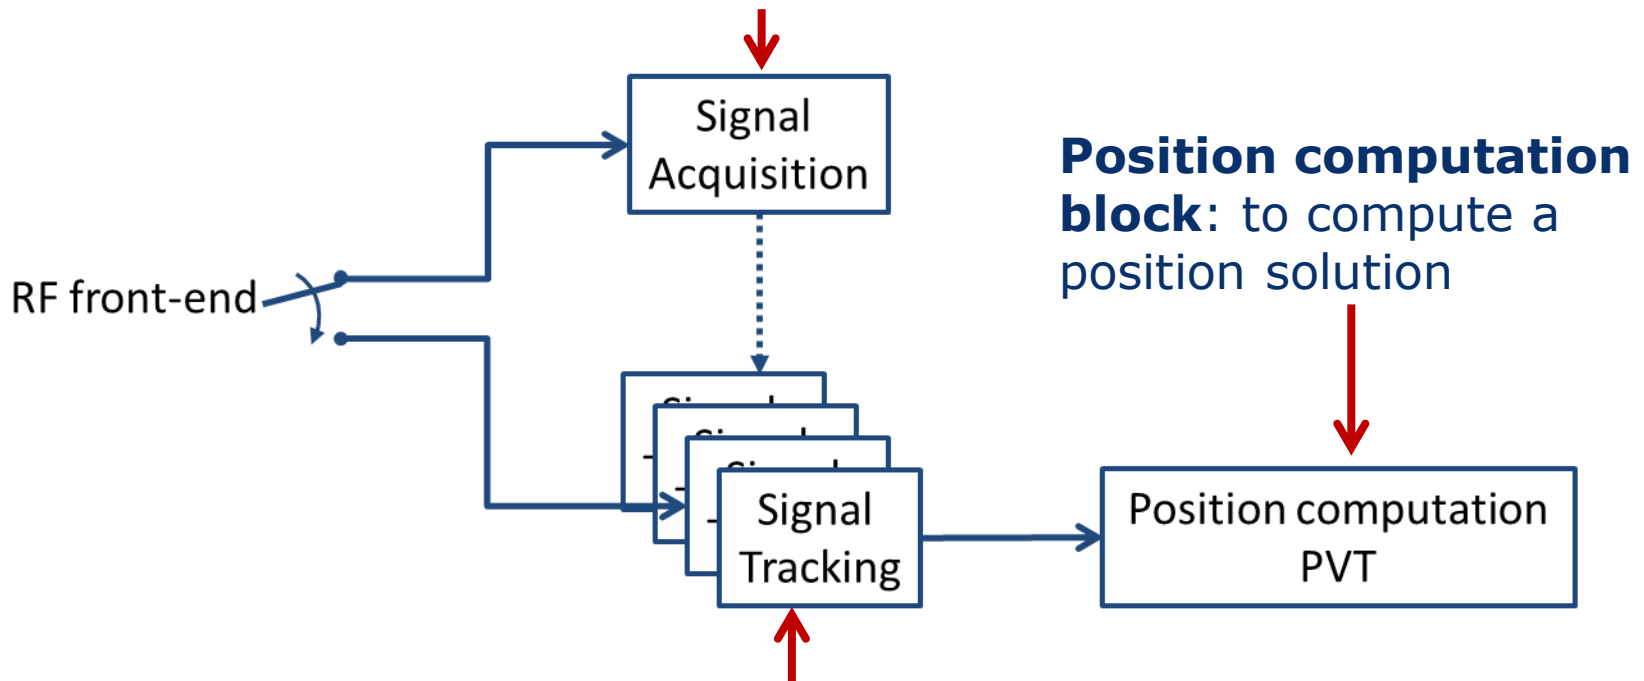 Signal
Acquisition
Position computation
block: to compute a
position solution
RF front-end
Signal
Tracking
Position computation
PVT